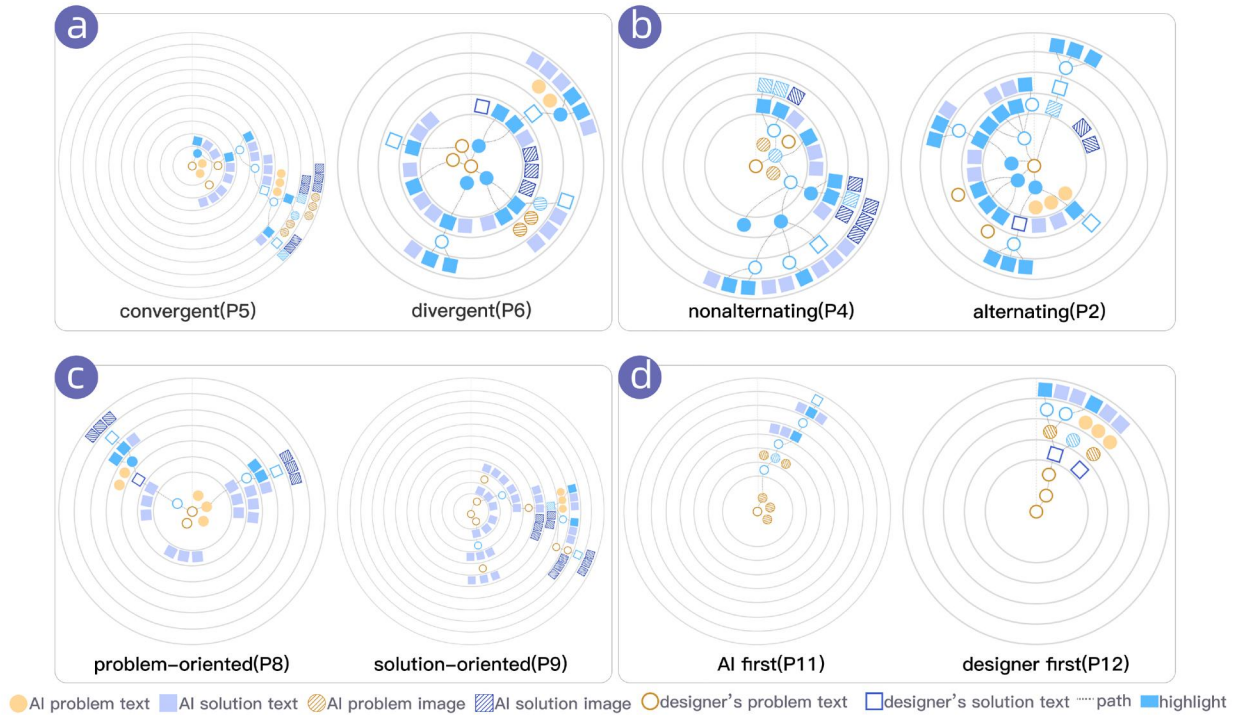 a
b
convergent(P5)
divergent(P6)
nonalternating(P4)
alternating(P2)
c
d
problem-oriented(P8)
solution-oriented(P9)
AI first(P11)
designer first(P12)
AI problem text AI solution text AI problem image AI solution image designer's problem text designer's solution text path highlight